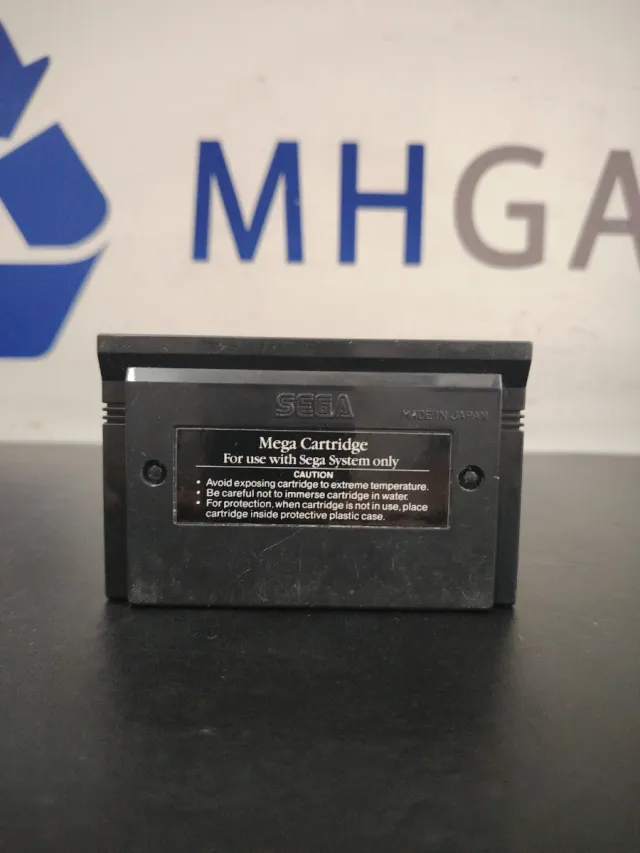 MHGA
SEGA
MADE IN JAPAN
Mega Cartridge
For use with Sega System only
CAUTION
• Avoid exposing cartridge to extreme temperature.
• Be careful not to immerse cartridge in water.
• For protection, when cartridge is not in use, place
cartridge inside protective plastic case.